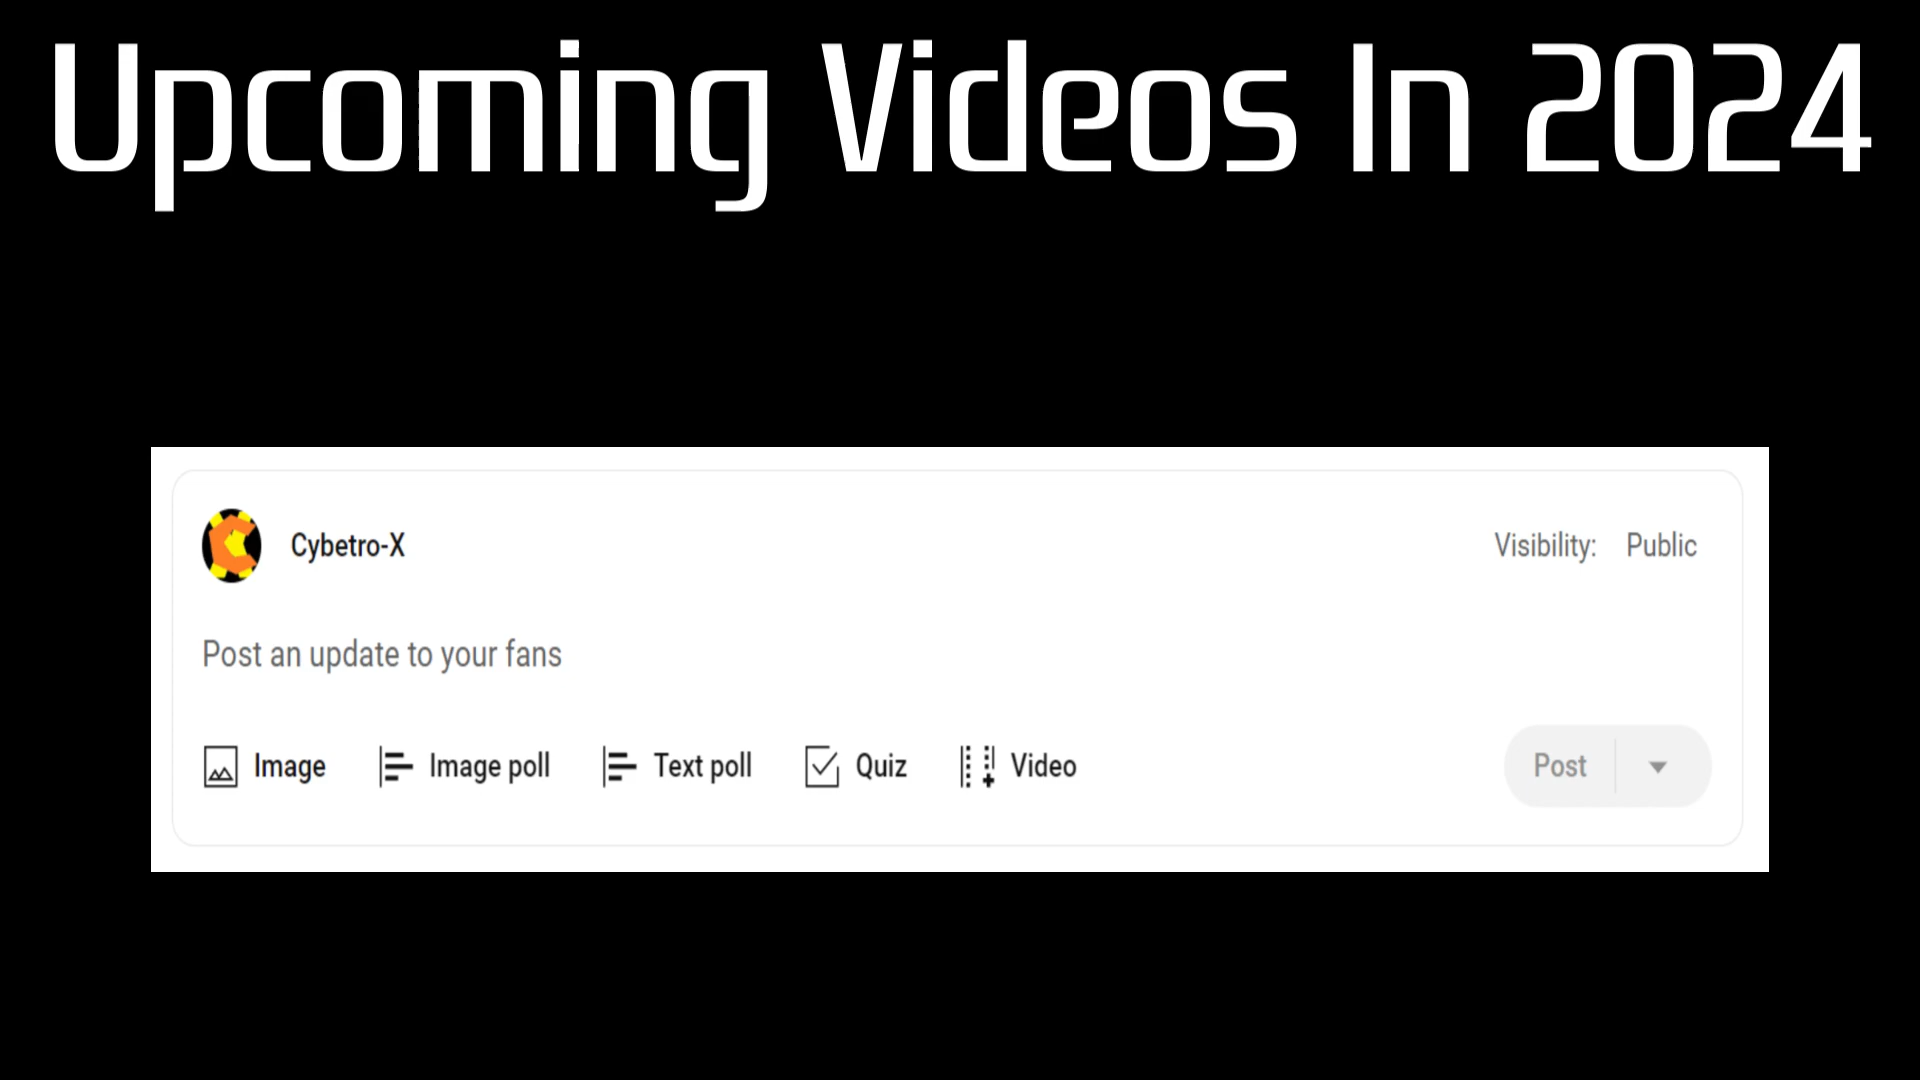 Upcoming Videos In 2024
Cybetro-X Visibility: Public
Post an update to your fans
Image Image poll Text poll Quiz Video Post